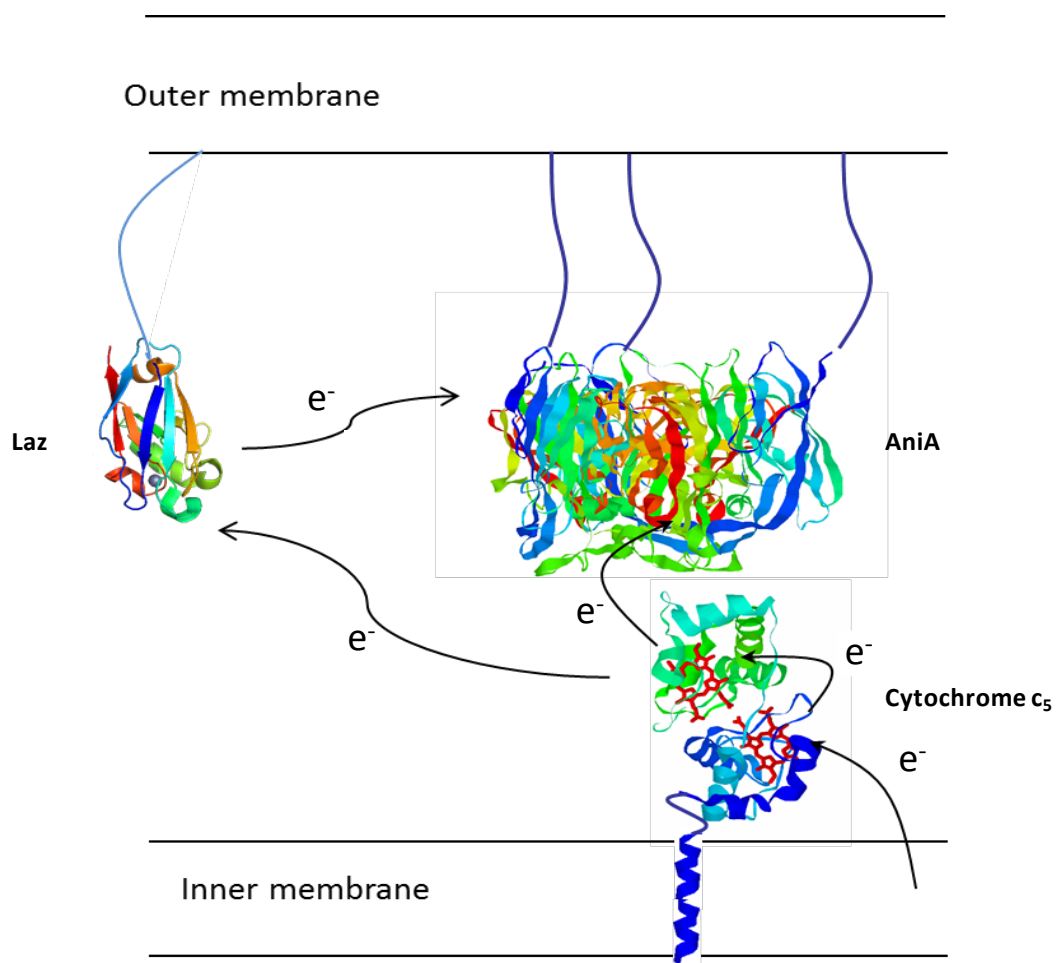 Outer membrane
e-
Laz
AniA
e-
e-
e-
Cytochrome c5
e-
Inner membrane